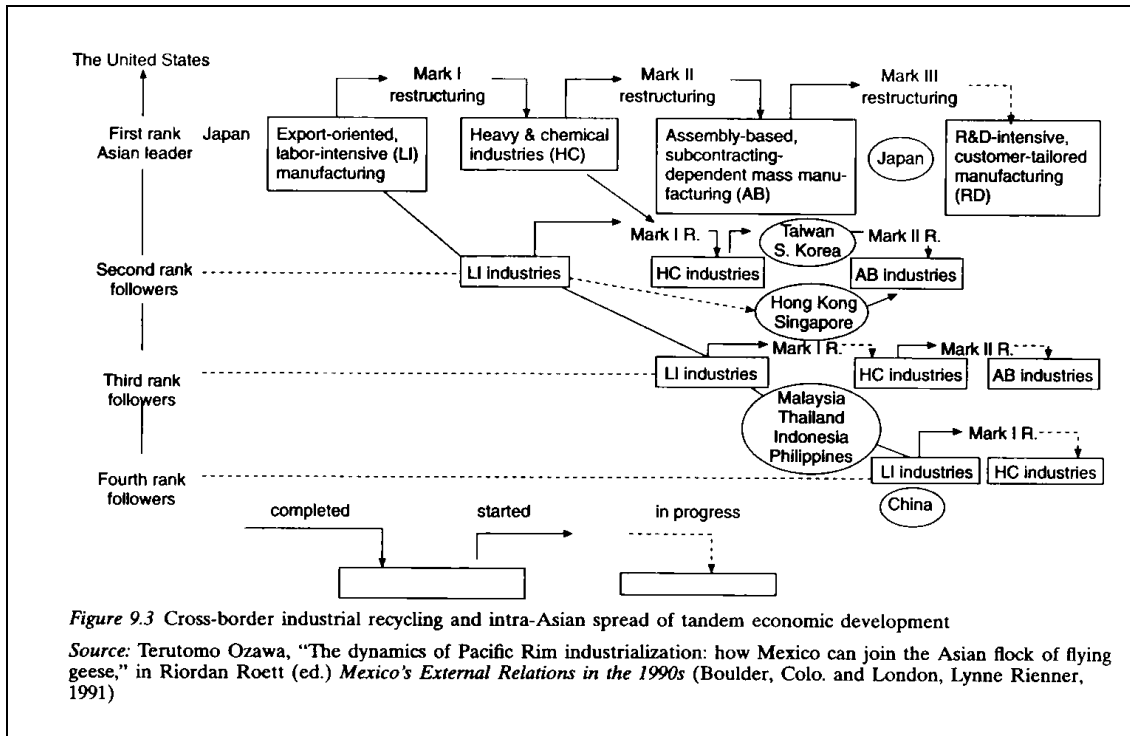 The United States
Mark I
restructuring
Mark II
restructuring
Mark III
restructuring
First rank
Asian leader
Japan
Export-oriented,
labor-intensive (LI)
manufacturing
Heavy & chemical
industries (HC)
Assembly-based,
subcontracting-
dependent mass manu-
facturing (AB)
Japan
R&D-intensive,
customer-tailored
manufacturing
(RD)
Mark I R.
Taiwan
S. Korea
Mark II R.
Second rank
followers
LI industries
HC industries
AB industries
Hong Kong
Singapore
Mark I R.
Mark II R.
Third rank
followers
LI industries
HC industries
AB industries
Malaysia
Thailand
Indonesia
Philippines
Mark I R.
Fourth rank
followers
LI industries
HC industries
China
completed
started
in progress
Figure 9.3 Cross-border industrial recycling and intra-Asian spread of tandem economic development
Source: Terutomo Ozawa, “The dynamics of Pacific Rim industrialization: how Mexico can join the Asian flock of flying
geese,” in Riordan Roett (ed.) Mexico's External Relations in the 1990s (Boulder, Colo. and London, Lynne Rienner,
1991)